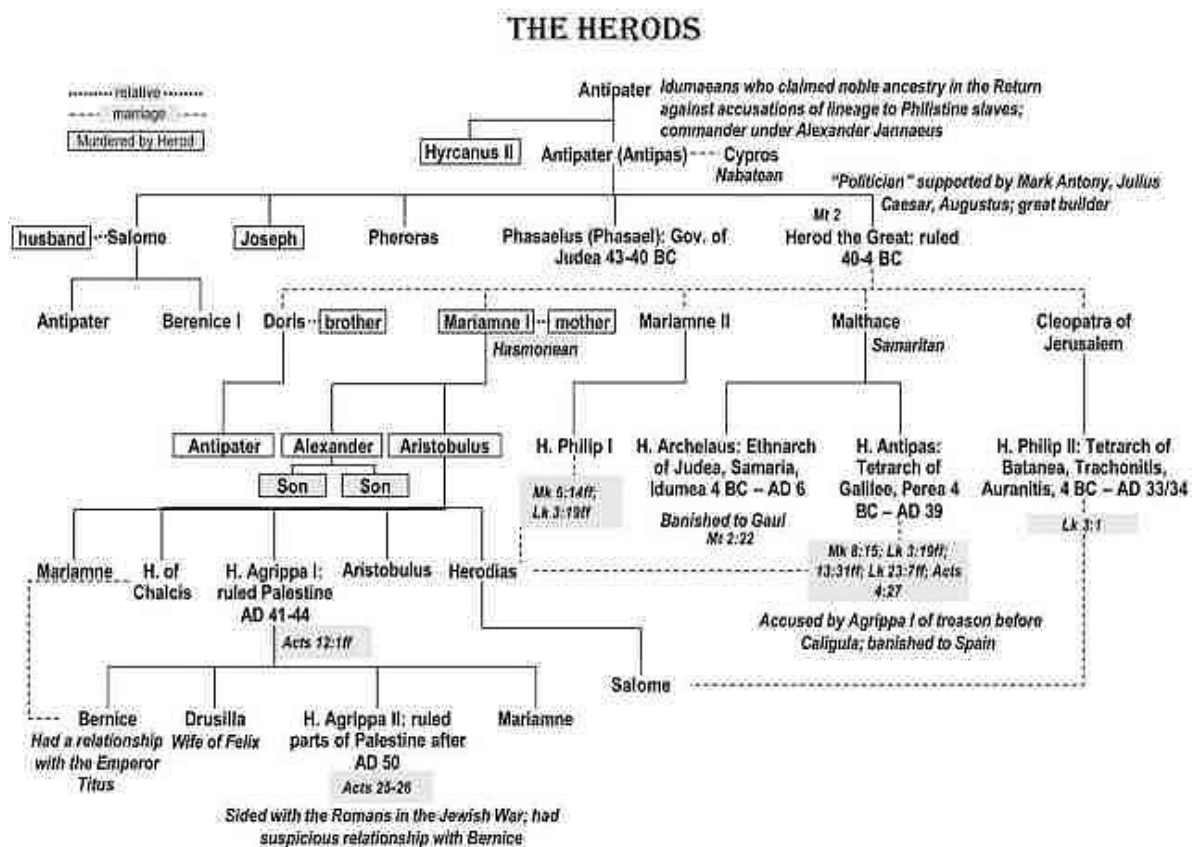 THE HERODS
relative
marriage
Murdered by Herod
Antipater
Idumaeans who claimed noble ancestry in the Return
against accusations of lineage to Philistine slaves;
commander under Alexander Jannaeus
Hyrcanus II
Antipater (Antipas)
Cypros
Nabatean
"Politician" supported by Mark Antony, Julius
Caesar, Augustus; great builder
Mt 2
husband
Salome
Joseph
Pheroras
Phasaelus (Phasael): Gov. of
Judea 43-40 BC
Herod the Great: ruled
40-4 BC
Antipater
Berenice I
Doris
brother
Mariamne I
mother
Hasmonean
Mariamne II
Malthace
Samaritan
Cleopatra of
Jerusalem
Antipater
Alexander
Aristobulus
Son
Son
H. Philip I
Mk 6:14ff;
Lk 3:19ff
H. Archelaus: Ethnarch
of Judea, Samaria,
Idumea 4 BC – AD 6
Banished to Gaul
Mt 2:22
H. Antipas:
Tetrarch of
Galilee, Perea 4
BC – AD 39
Mk 8:15; Lk 3:19ff;
13:31ff; Lk 23:7ff; Acts
4:27
Accused by Agrippa I of treason before
Caligula; banished to Spain
H. Philip II: Tetrarch of
Batanea, Trachonitis,
Auranitis, 4 BC – AD 33/34
Lk 3:1
Mariamne
H. of
Chalcis
H. Agrippa I:
ruled Palestine
AD 41-44
Acts 12:1ff
Aristobulus
Herodias
Salome
Bernice
Had a relationship
with the Emperor
Titus
Drusilla
Wife of Felix
H. Agrippa II: ruled
parts of Palestine after
AD 50
Acts 25-26
Sided with the Romans in the Jewish War; had
suspicious relationship with Bernice
Mariamne